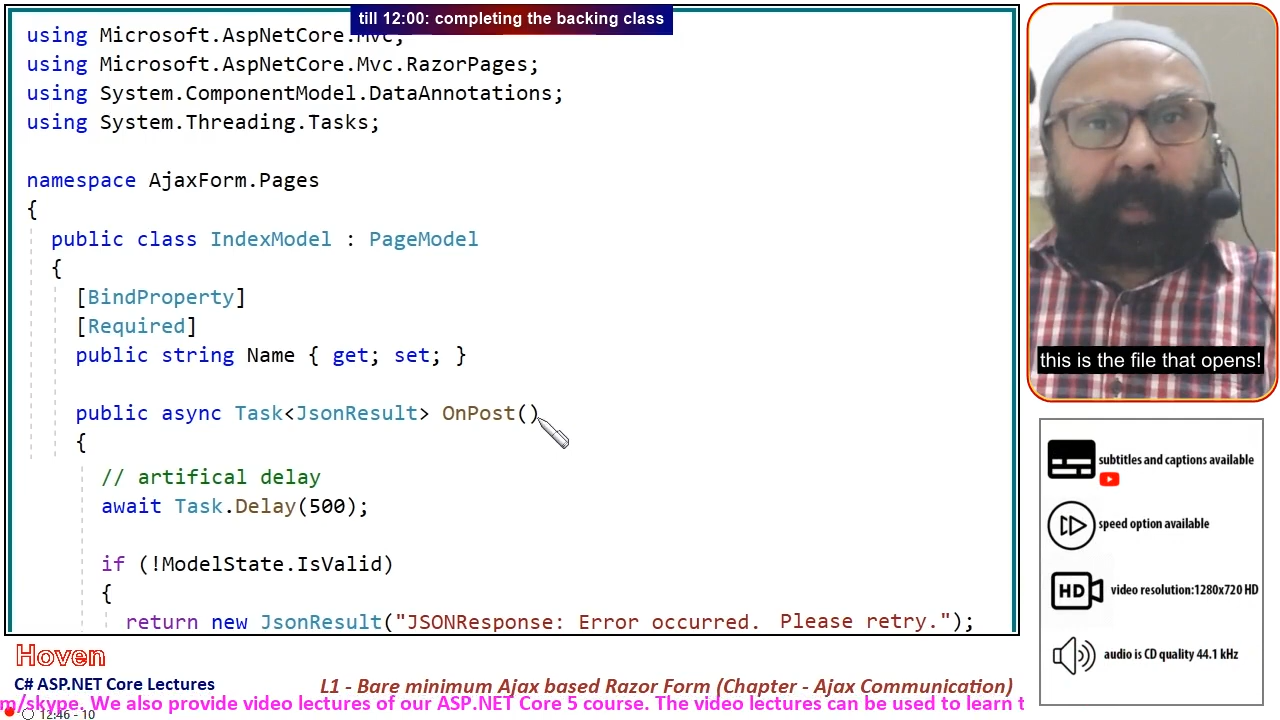 till 12:00: completing the backing class
using Microsoft.AspNetCore.Mvc;
using Microsoft.AspNetCore.Mvc.RazorPages;
using System.ComponentModel.DataAnnotations;
using System.Threading.Tasks;
namespace AjaxForm.Pages
{
public class IndexModel : PageModel
{
[BindProperty]
[Required]
public string Name { get; set; }
public async Task<JsonResult> OnPost()
{
// artifical delay
await Task.Delay(500);
if (!ModelState.IsValid)
{
return new JsonResult("JSONResponse: Error occurred. Please retry.");
this is the file that opens!
subtitles and captions available
speed option available
HD
video resolution:1280x720 HD
audio is CD quality 44.1 kHz
Hoven
C# ASP.NET Core Lectures
L1 - Bare minimum Ajax based Razor Form (Chapter - Ajax Communication)
m/skype. We also provide video lectures of our ASP.NET Core 5 course. The video lectures can be used to learn t
12:46 - 10